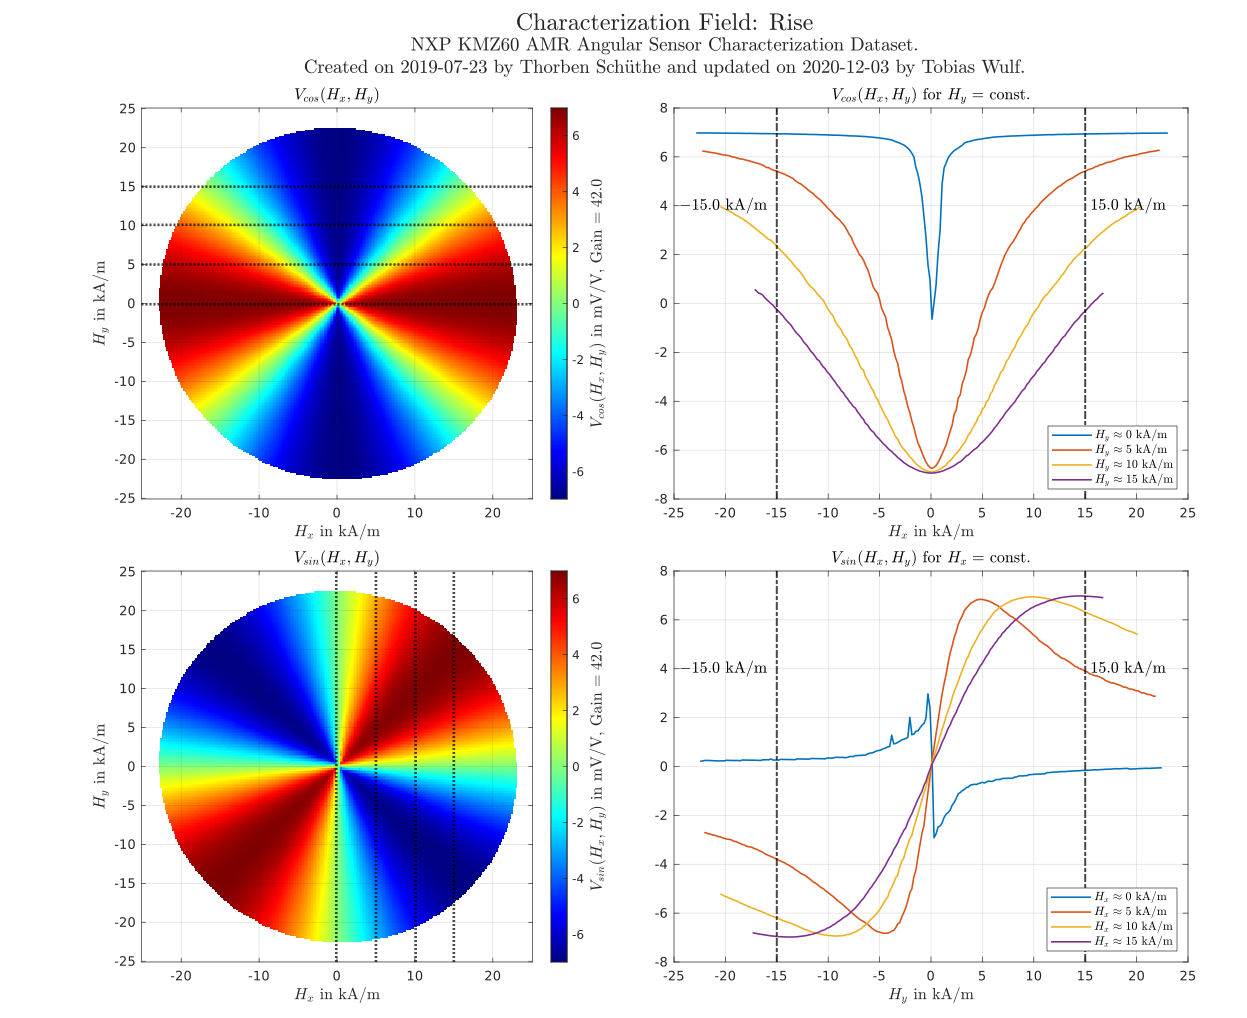 Characterization Field: Rise
NXP KMZ60 AMR Angular Sensor Characterization Dataset.
Created on 2019-07-23 by Thorben Schüthe and updated on 2020-12-03 by Tobias Wulf.
V_cos(H_x, H_y)
25
20
15
10
5
0
-5
-10
-15
-20
-25
-20 -10 0 10 20
H_x in kA/m
H_y in kA/m
6
4
2
0
-2
-4
-6
V_cos(H_x, H_y) in mV/V, Gain = 42.0
V_cos(H_x, H_y) for H_y = const.
8
6
4
2
0
-2
-4
-6
-8
-25 -20 -15 -10 -5 0 5 10 15 20 25
H_x in kA/m
−15.0 kA/m
15.0 kA/m
H_y ≈ 0 kA/m
H_y ≈ 5 kA/m
H_y ≈ 10 kA/m
H_y ≈ 15 kA/m
V_sin(H_x, H_y)
25
20
15
10
5
0
-5
-10
-15
-20
-25
-20 -10 0 10 20
H_x in kA/m
H_y in kA/m
6
4
2
0
-2
-4
-6
V_sin(H_x, H_y) in mV/V, Gain = 42.0
V_sin(H_x, H_y) for H_x = const.
8
6
4
2
0
-2
-4
-6
-8
-25 -20 -15 -10 -5 0 5 10 15 20 25
H_y in kA/m
−15.0 kA/m
15.0 kA/m
H_x ≈ 0 kA/m
H_x ≈ 5 kA/m
H_x ≈ 10 kA/m
H_x ≈ 15 kA/m